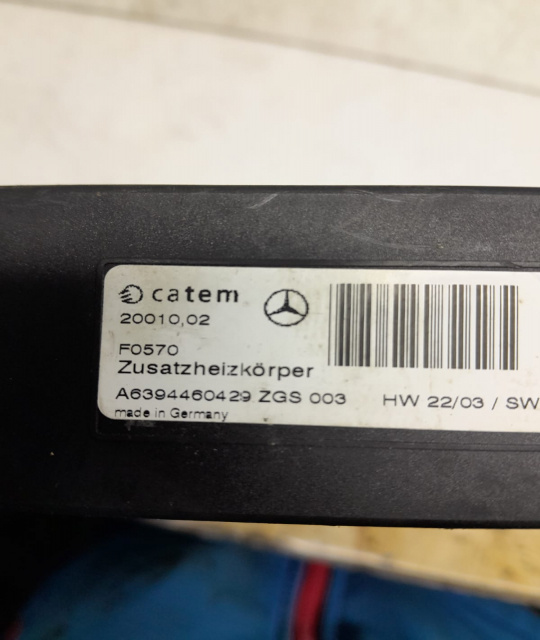 catem
20010,02
F0570
Zusatzheizkörper
A6394460429 ZGS 003 HW 22/03 / SW
made in Germany